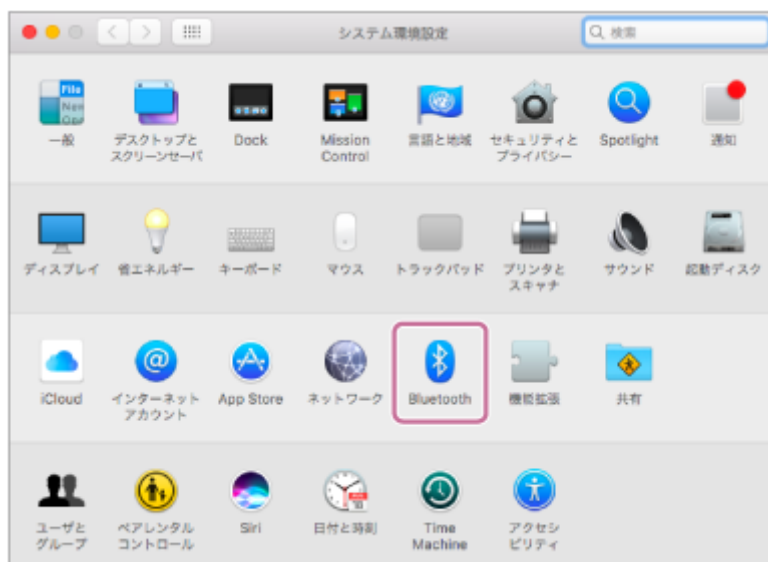 システム環境設定
検索
File
New
Ope
一般
デスクトップと
スクリーンセーバ
Dock
Mission
Control
言語と地域
セキュリティと
プライバシー
Spotlight
通知
ディスプレイ
省エネルギー
キーボード
マウス
トラックパッド
プリンタと
スキャナ
サウンド
起動ディスク
iCloud
インターネット
アカウント
App Store
ネットワーク
Bluetooth
機能拡張
共有
ユーザと
グループ
ペアレンタル
コントロール
Siri
日付と時刻
Time
Machine
アクセシ
ビリティ